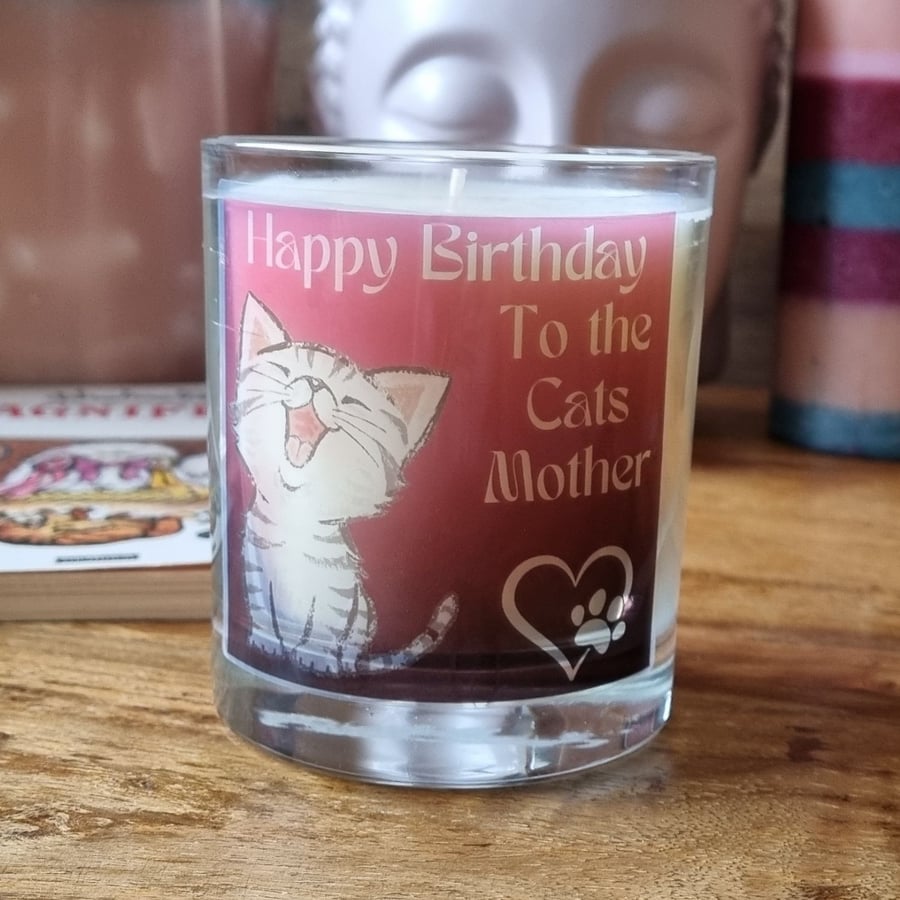 Happy Birthday
To the
Cats
Mother